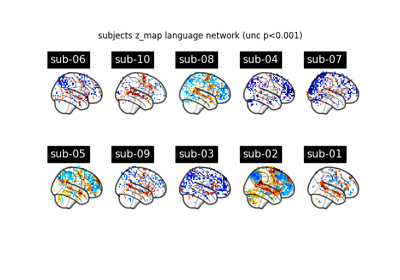 subjects z_map language network (unc p<0.001)
sub-06 sub-10 sub-08 sub-04 sub-07
sub-05 sub-09 sub-03 sub-02 sub-01